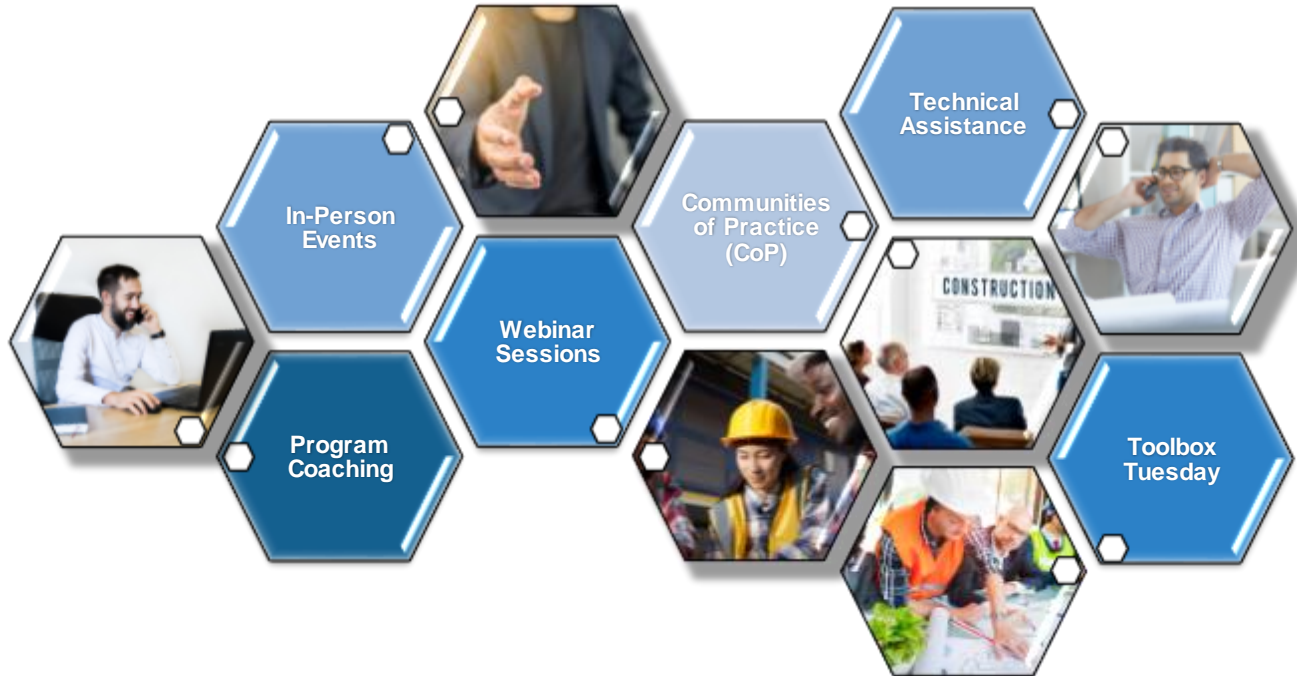 Technical
Assistance
In-Person
Events
Communities
of Practice
(CoP)
CONSTRUCTION
Webinar
Sessions
Program
Coaching
Toolbox
Tuesday